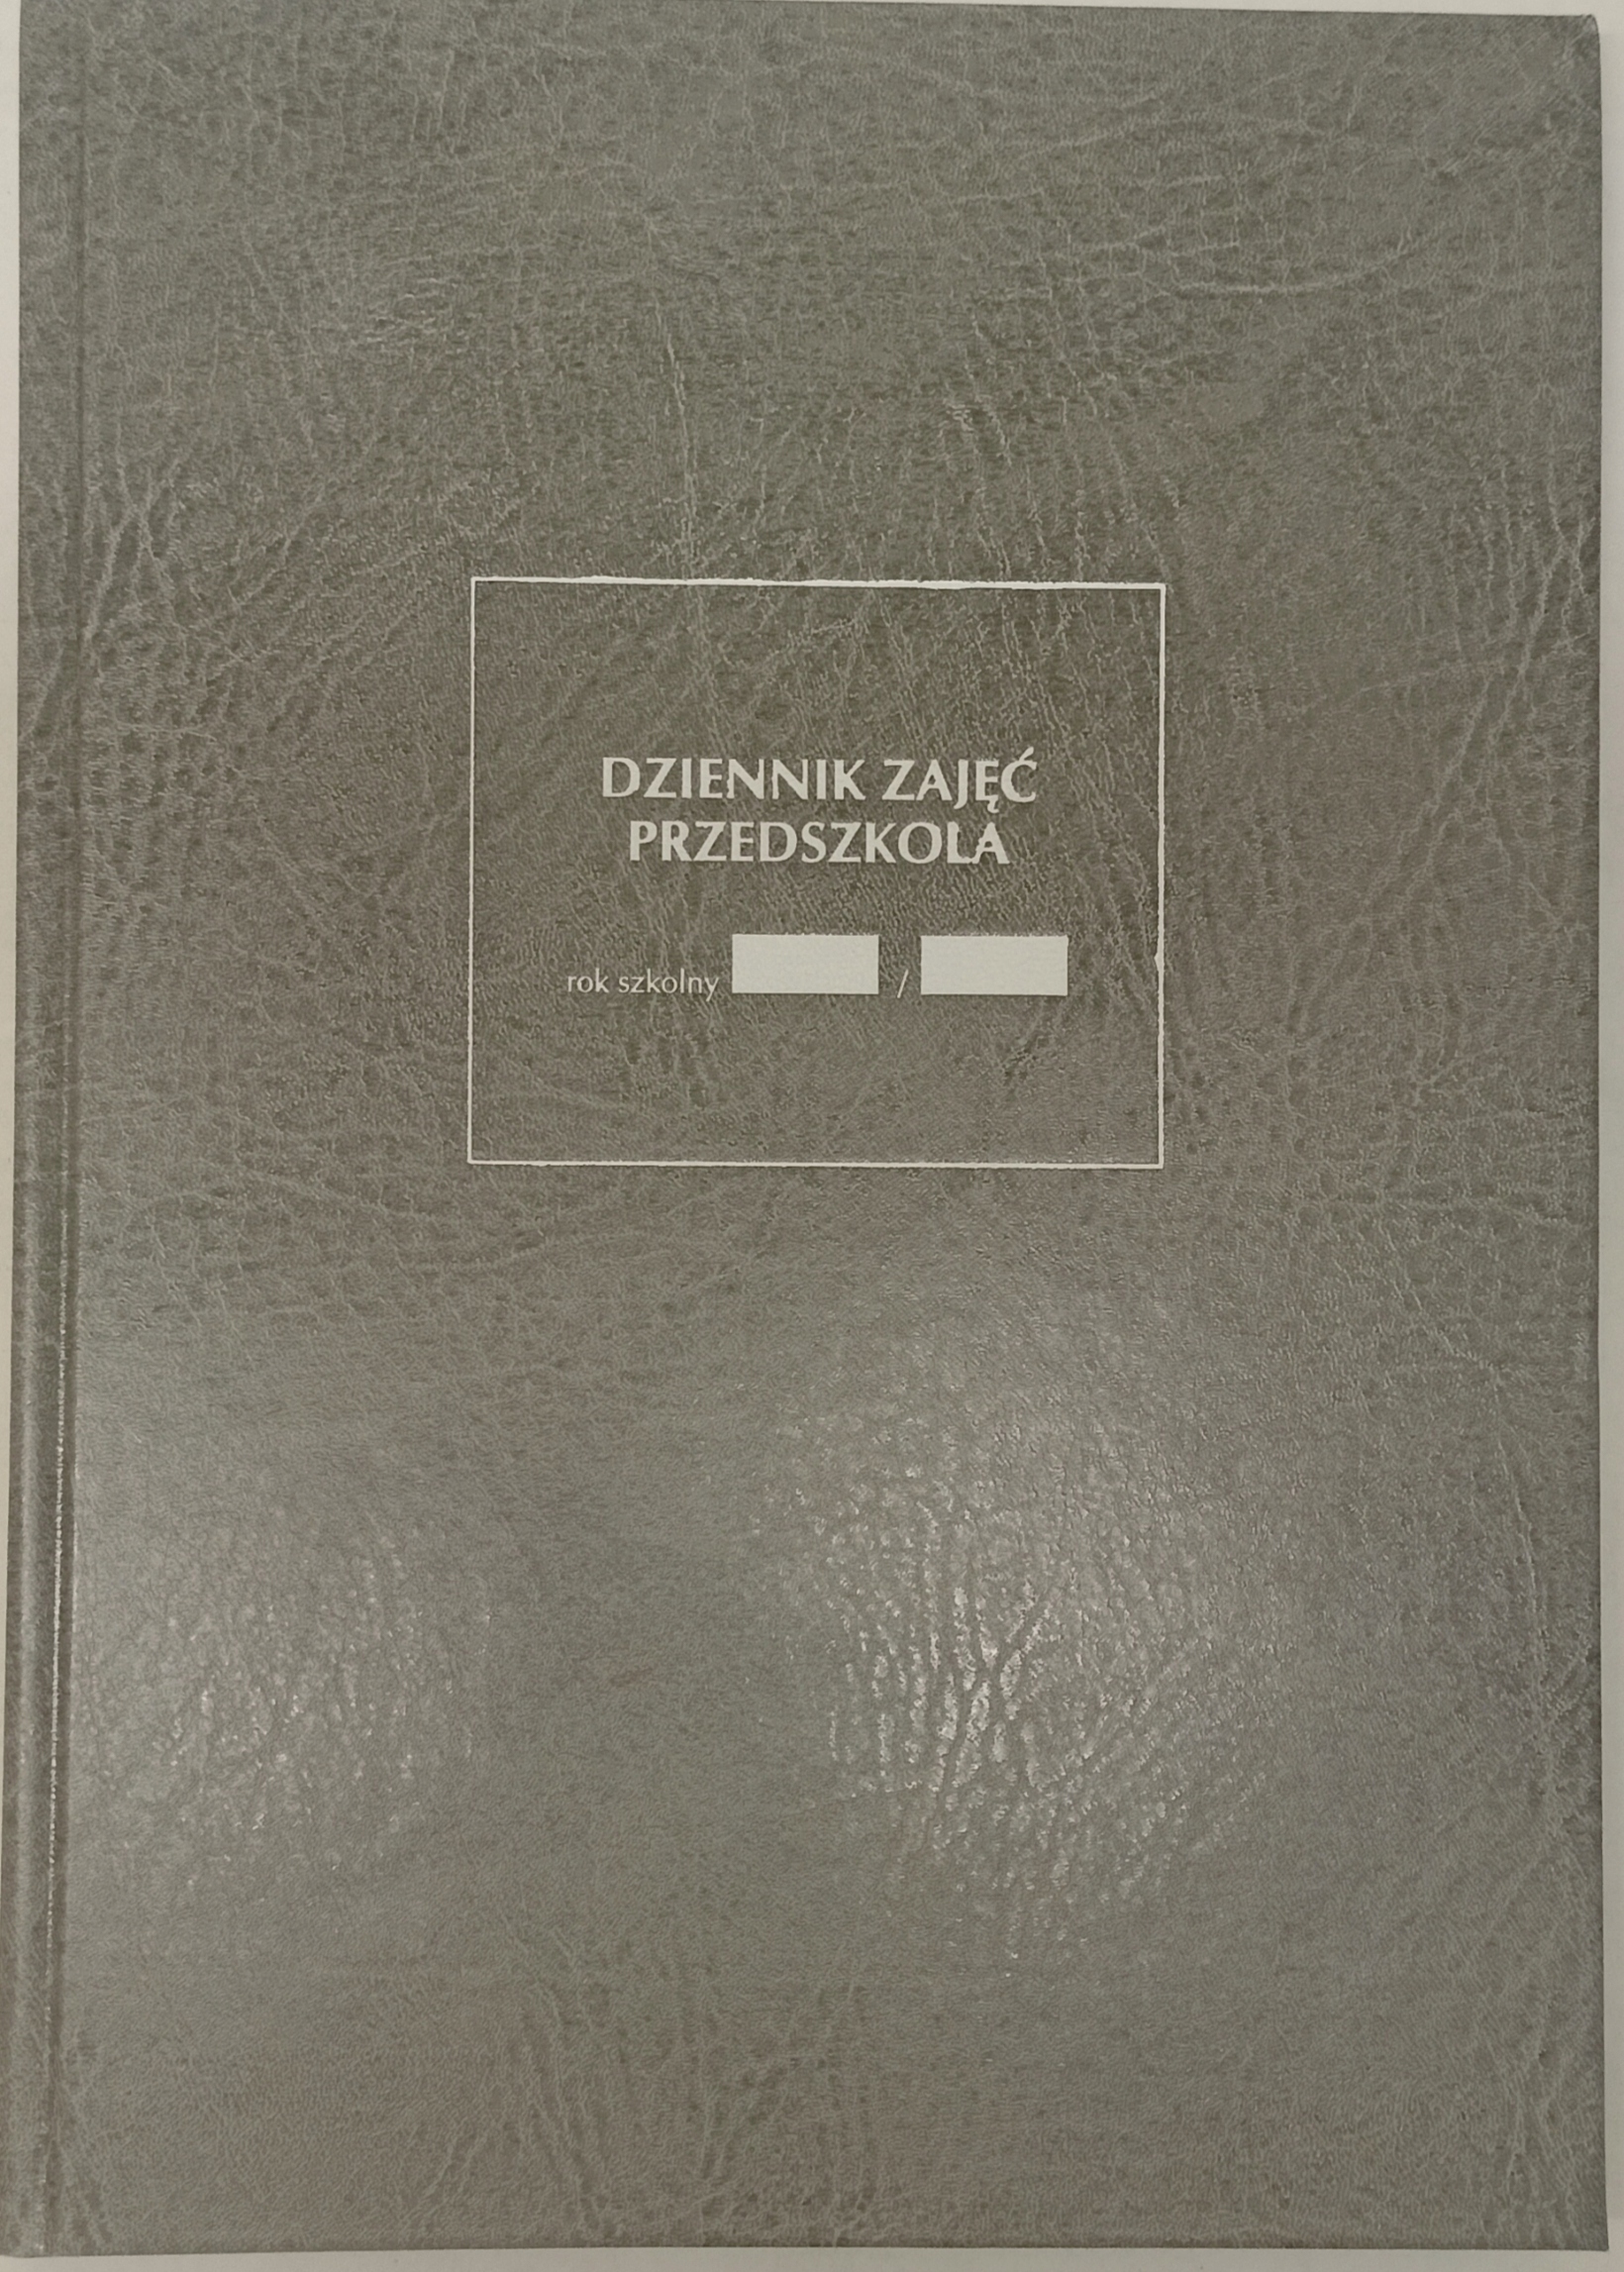 DZIENNIK ZAJĘĆ
PRZEDSZKOLA
rok szkolny /